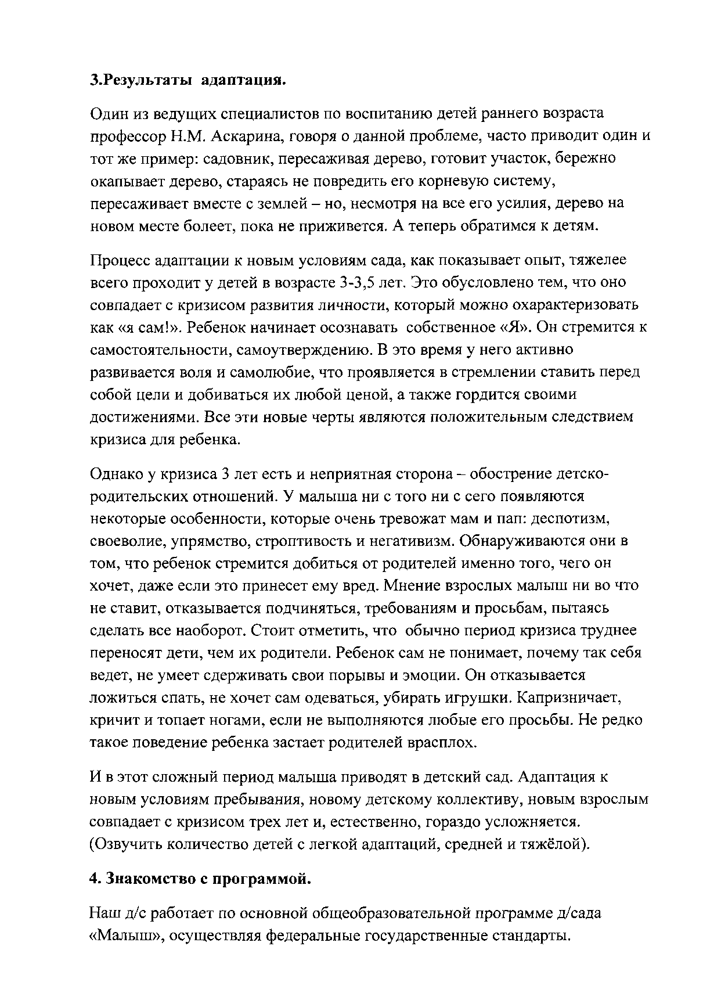 3.Результаты  адаптация.
Один из ведущих специалистов по воспитанию детей раннего возраста
профессор Н.М. Аскарина, говоря о данной проблеме, часто приводит один и
тот же пример: садовник, пересаживая дерево, готовит участок, бережно
окапывает дерево, стараясь не повредить его корневую систему,
пересаживает вместе с землей – но, несмотря на все его усилия, дерево на
новом месте болеет, пока не приживется. А теперь обратимся к детям.
Процесс адаптации к новым условиям сада, как показывает опыт, тяжелее
всего проходит у детей в возрасте 3-3,5 лет. Это обусловлено тем, что оно
совпадает с кризисом развития личности, который можно охарактеризовать
как «я сам!». Ребенок начинает осознавать  собственное «Я». Он стремится к
самостоятельности, самоутверждению. В это время у него активно
развивается воля и самолюбие, что проявляется в стремлении ставить перед
собой цели и добиваться их любой ценой, а также гордится своими
достижениями. Все эти новые черты являются положительным следствием
кризиса для ребенка.
Однако у кризиса 3 лет есть и неприятная сторона – обострение детско-
родительских отношений. У малыша ни с того ни с сего появляются
некоторые особенности, которые очень тревожат мам и пап: деспотизм,
своеволие, упрямство, строптивость и негативизм. Обнаруживаются они в
том, что ребенок стремится добиться от родителей именно того, чего он
хочет, даже если это принесет ему вред. Мнение взрослых малыш ни во что
не ставит, отказывается подчиняться, требованиям и просьбам, пытаясь
сделать все наоборот. Стоит отметить, что  обычно период кризиса труднее
переносят дети, чем их родители. Ребенок сам не понимает, почему так себя
ведет, не умеет сдерживать свои порывы и эмоции. Он отказывается
ложиться спать, не хочет сам одеваться, убирать игрушки. Капризничает,
кричит и топает ногами, если не выполняются любые его просьбы. Не редко
такое поведение ребенка застает родителей врасплох.
И в этот сложный период малыша приводят в детский сад. Адаптация к
новым условиям пребывания, новому детскому коллективу, новым взрослым
совпадает с кризисом трех лет и, естественно, гораздо усложняется.
(Озвучить количество детей с легкой адаптаций, средней и тяжёлой).
4. Знакомство с программой.
Наш д/с работает по основной общеобразовательной программе д/сада
«Малыш», осуществляя федеральные государственные стандарты.